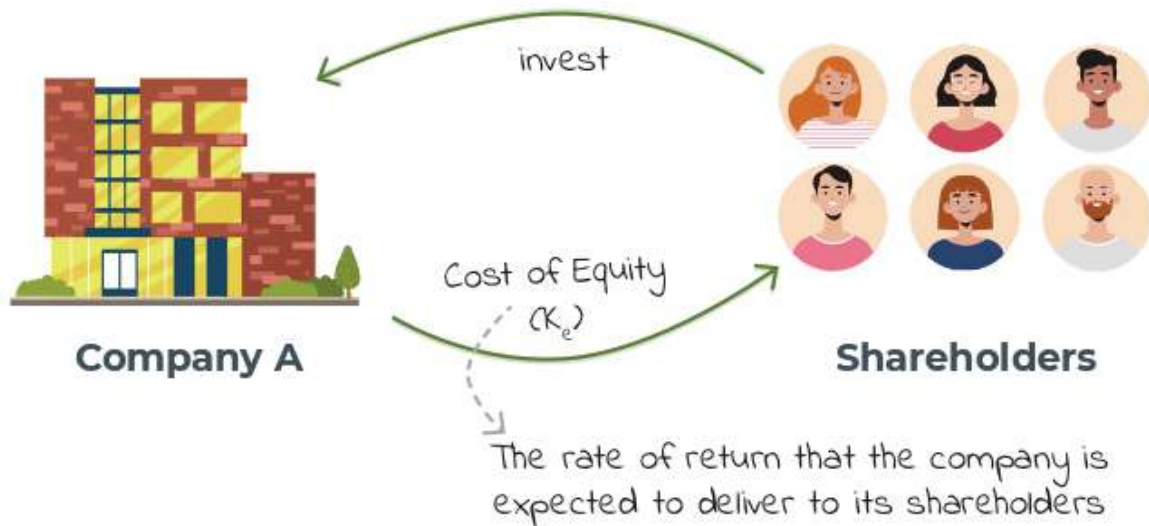 invest
Cost of Equity
(Ke)
Company A
Shareholders
The rate of return that the company is
expected to deliver to its shareholders